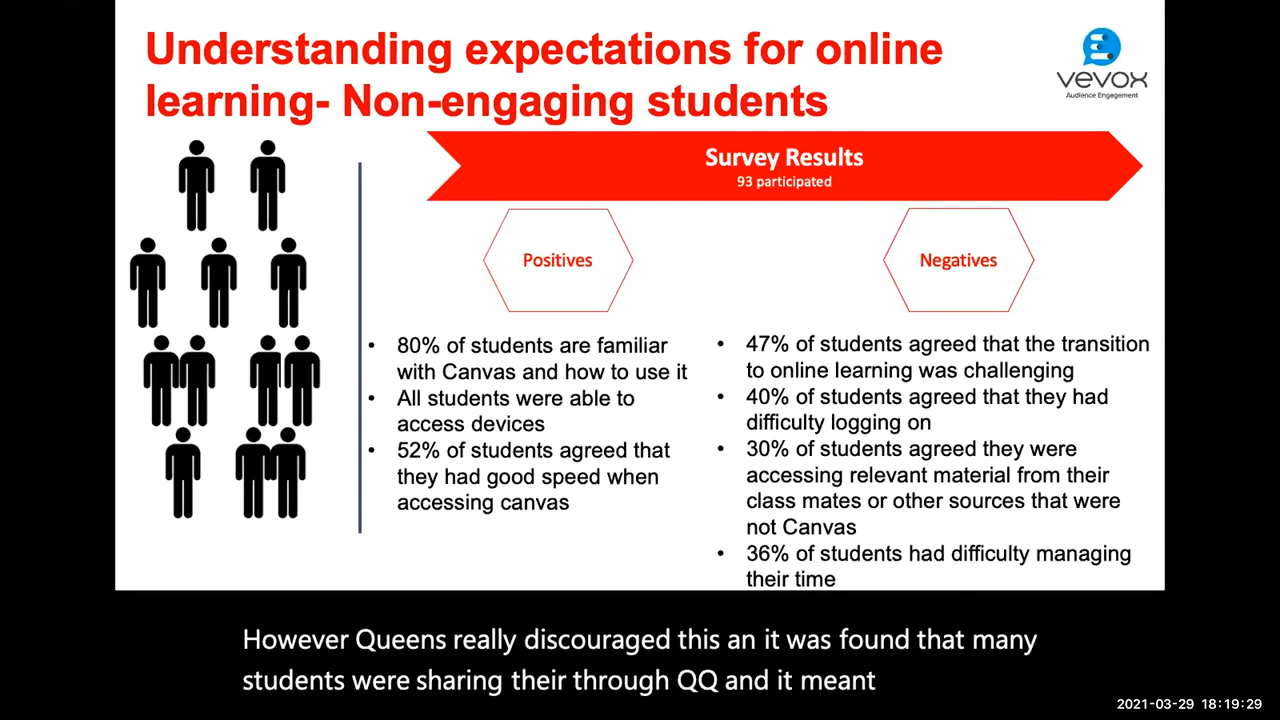 Understanding expectations for online
learning- Non-engaging students
vevox
Audience Engagement
Survey Results
93 participated
Positives
Negatives
• 80% of students are familiar
with Canvas and how to use it
• All students were able to
access devices
• 52% of students agreed that
they had good speed when
accessing canvas
• 47% of students agreed that the transition
to online learning was challenging
• 40% of students agreed that they had
difficulty logging on
• 30% of students agreed they were
accessing relevant material from their
class mates or other sources that were
not Canvas
• 36% of students had difficulty managing
their time
However Queens really discouraged this an it was found that many
students were sharing their through QQ and it meant
2021-03-29 18:19:29